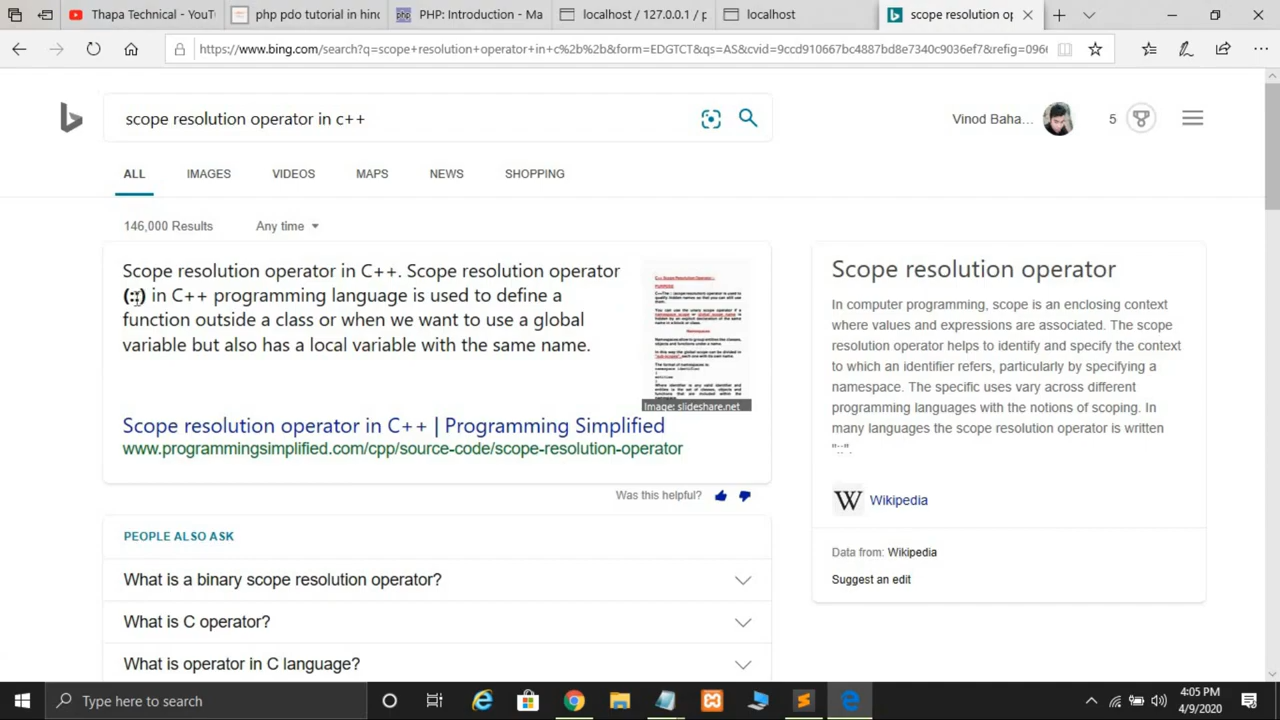 Thapa Technical - YouT
php pdo tutorial in hind
PHP: Introduction - Ma
localhost / 127.0.0.1 / p
localhost
scope resolution op
https://www.bing.com/search?q=scope+resolution+operator+in+c%2b%2b&form=EDGTCT&qs=AS&cvid=9ccd910667bc4887bd8e7340c9036ef7&refig=096
scope resolution operator in c++
Vinod Baha...
5
ALL
IMAGES
VIDEOS
MAPS
NEWS
SHOPPING
146,000 Results
Any time
Scope resolution operator in C++. Scope resolution operator
(::) in C++ programming language is used to define a
function outside a class or when we want to use a global
variable but also has a local variable with the same name.
C++ Scope Resolution Operator:
PURPOSE
Namespaces
Image: slideshare.net
Scope resolution operator in C++ | Programming Simplified
www.programmingsimplified.com/cpp/source-code/scope-resolution-operator
Was this helpful?
PEOPLE ALSO ASK
What is a binary scope resolution operator?
What is C operator?
What is operator in C language?
Scope resolution operator
In computer programming, scope is an enclosing context
where values and expressions are associated. The scope
resolution operator helps to identify and specify the context
to which an identifier refers, particularly by specifying a
namespace. The specific uses vary across different
programming languages with the notions of scoping. In
many languages the scope resolution operator is written
"::".
W Wikipedia
Data from: Wikipedia
Suggest an edit
Type here to search
4:05 PM
4/9/2020